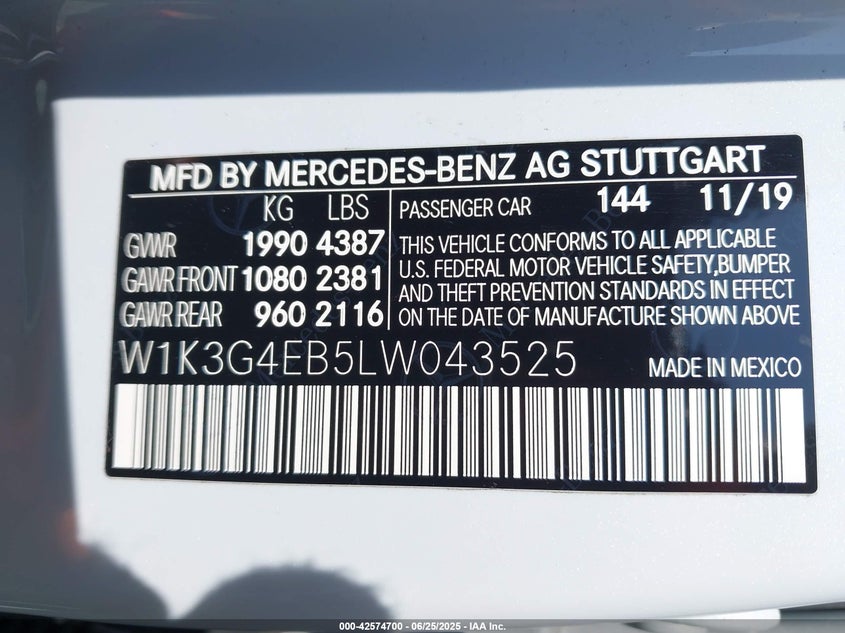 MFD BY MERCEDES-BENZ AG STUTTGART
KG LBS
GVWR 1990 4387
GAWR FRONT 1080 2381
GAWR REAR 960 2116
PASSENGER CAR 144 11/19
THIS VEHICLE CONFORMS TO ALL APPLICABLE
U.S. FEDERAL MOTOR VEHICLE SAFETY,BUMPER
AND THEFT PREVENTION STANDARDS IN EFFECT
ON THE DATE OF MANUFACTURE SHOWN ABOVE
W1K3G4EB5LW043525 MADE IN MEXICO
000-42574700 - 06/25/2025 - IAA Inc.